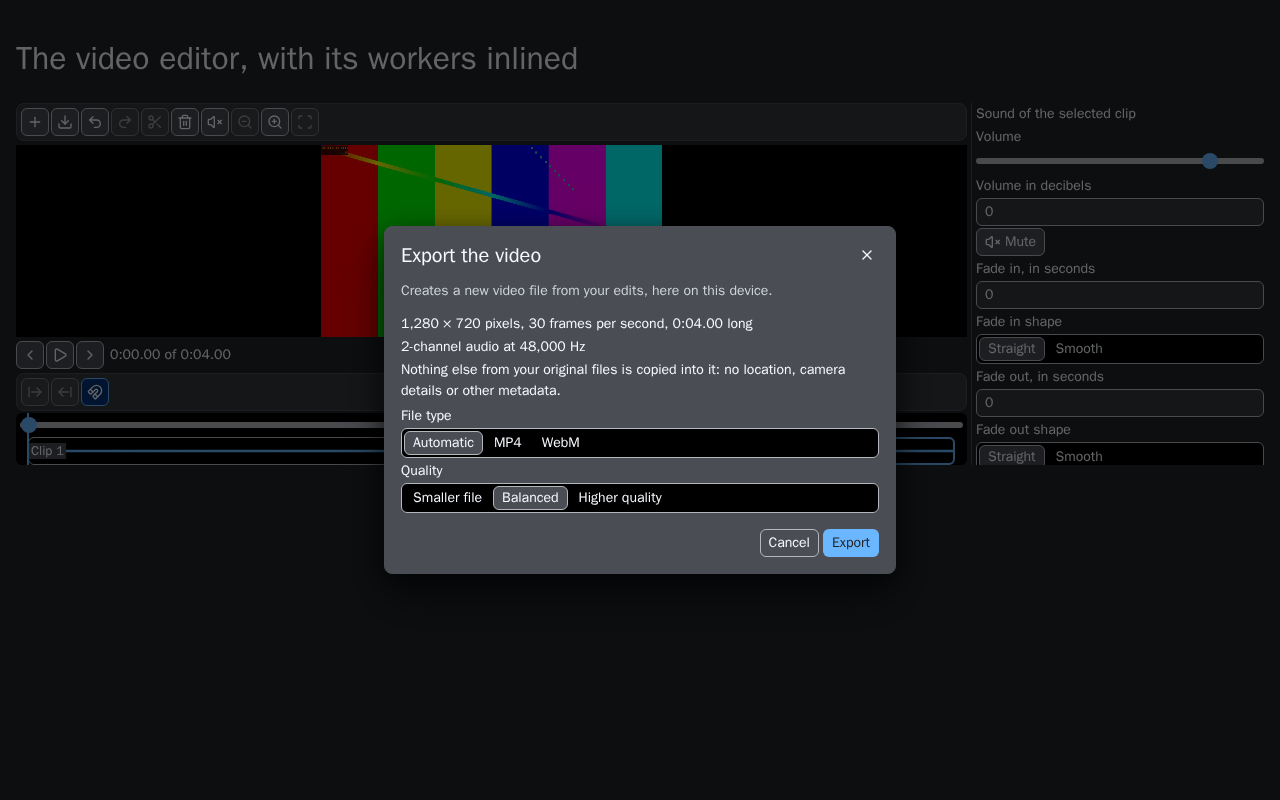 The video editor, with its workers inlined
Sound of the selected clip
Volume
Volume in decibels
0
Mute
Fade in, in seconds
0
Fade in shape
Straight Smooth
Fade out, in seconds
0
Fade out shape
Straight Smooth
0:00.00 of 0:04.00
Clip 1
Export the video
Creates a new video file from your edits, here on this device.
1,280 × 720 pixels, 30 frames per second, 0:04.00 long
2-channel audio at 48,000 Hz
Nothing else from your original files is copied into it: no location, camera
details or other metadata.
File type
Automatic MP4 WebM
Quality
Smaller file Balanced Higher quality
Cancel Export